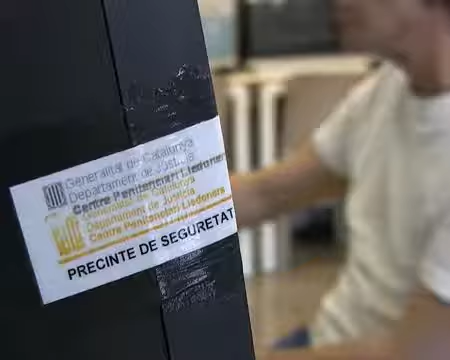 Generalitat de Catalunya
Departament de Justícia
Centre Penitenciari Lledoners
Generalitat de Catalunya
Departament de Justícia
Centre Penitenciari Lledoners
PRECINTE DE SEGURETAT